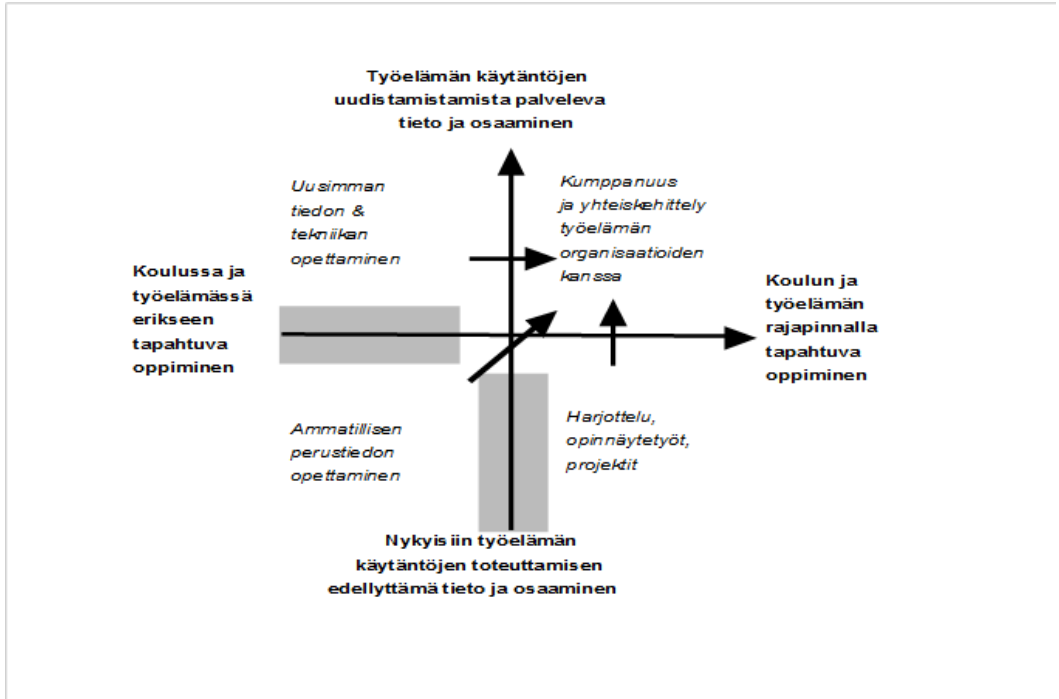 Työelämän käytäntöjen
uudistamistamista palveleva
tieto ja osaaminen
Uusimman
tiedon &
tekniikan
opettaminen
Kumppanuus
ja yhteiskehittely
työelämän
organisaatioiden
kanssa
Koulussa ja
työelämässä
erikseen
tapahtuva
oppiminen
Koulun ja
työelämän
rajapinnalla
tapahtuva
oppiminen
Ammatillisen
perustiedon
opettaminen
Harjottelu,
opinnäytetyöt,
projektit
Nykyisiin työelämän
käytäntöjen toteuttamisen
edellyttämä tieto ja osaaminen